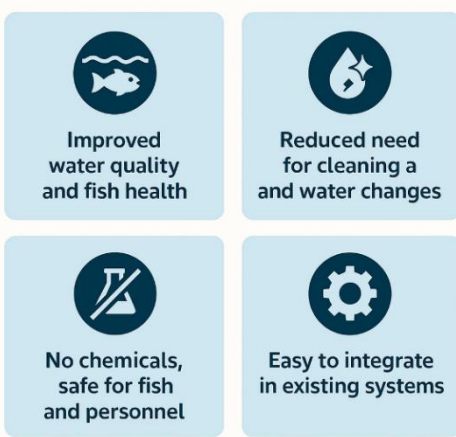 Improved
water quality
and fish health
Reduced need
for cleaning a
and water changes
No chemicals,
safe for fish
and personnel
Easy to integrate
in existing systems